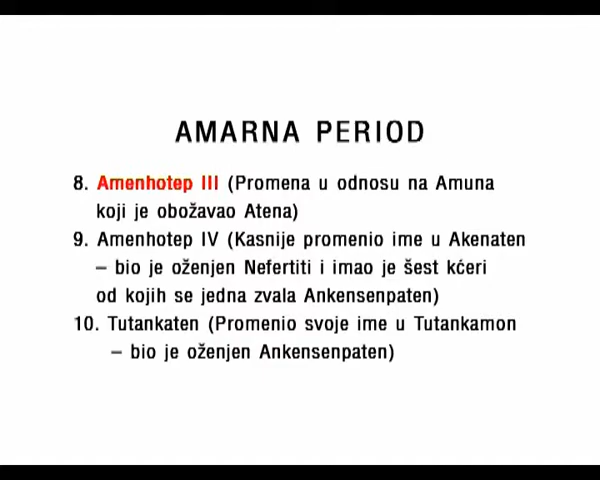 AMARNA PERIOD
8. Amenhotep III (Promena u odnosu na Amuna
koji je obožavao Atena)
9. Amenhotep IV (Kasnije promenio ime u Akenaten
– bio je oženjen Nefertiti i imao je šest kćeri
od kojih se jedna zvala Ankensenpaten)
10. Tutankaten (Promenio svoje ime u Tutankamon
– bio je oženjen Ankensenpaten)